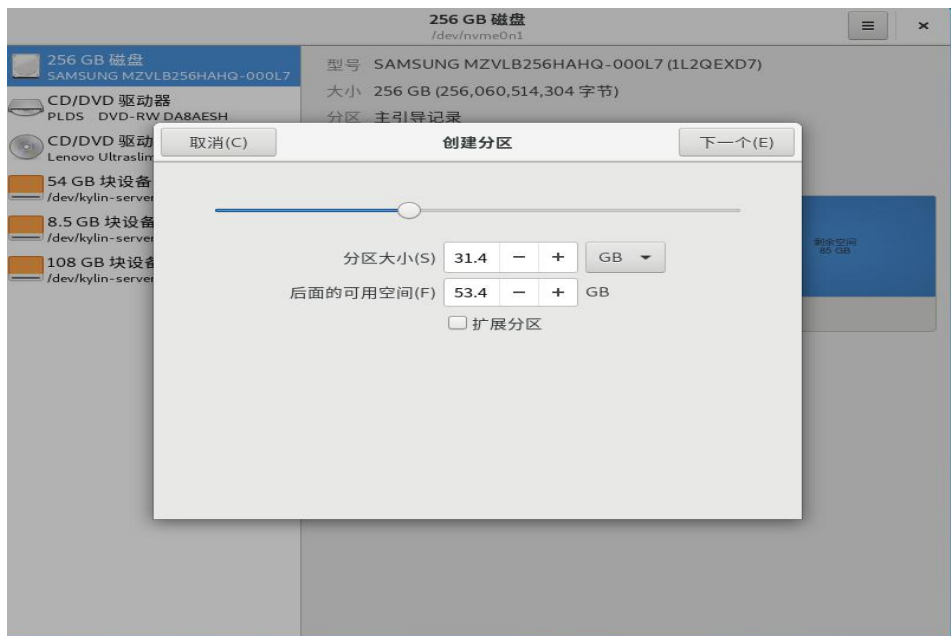 256 GB 磁盘
/dev/nvme0n1
256 GB 磁盘
SAMSUNG MZVLB256HAHQ-000L7
CD/DVD 驱动器
PLDS DVD-RW DA8AESH
CD/DVD 驱动
Lenovo Ultraslim
54 GB 块设备
/dev/kylin-server
8.5 GB 块设备
/dev/kylin-server
108 GB 块设备
/dev/kylin-server
型号 SAMSUNG MZVLB256HAHQ-000L7 (1L2QEXD7)
大小 256 GB (256,060,514,304 字节)
分区 主引导记录
取消(C)
创建分区
下一个(E)
分区大小(S) 31.4 − + GB
后面的可用空间(F) 53.4 − + GB
扩展分区
剩余空间
85 GB